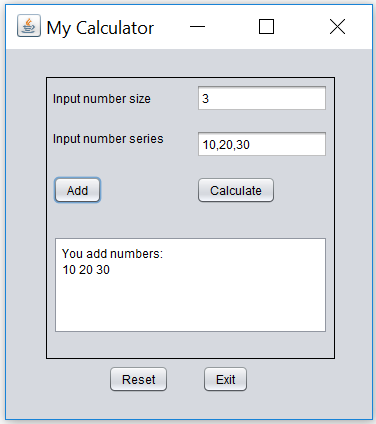 My Calculator
Input number size 3
Input number series 10,20,30
Add Calculate
You add numbers:
10 20 30
Reset Exit